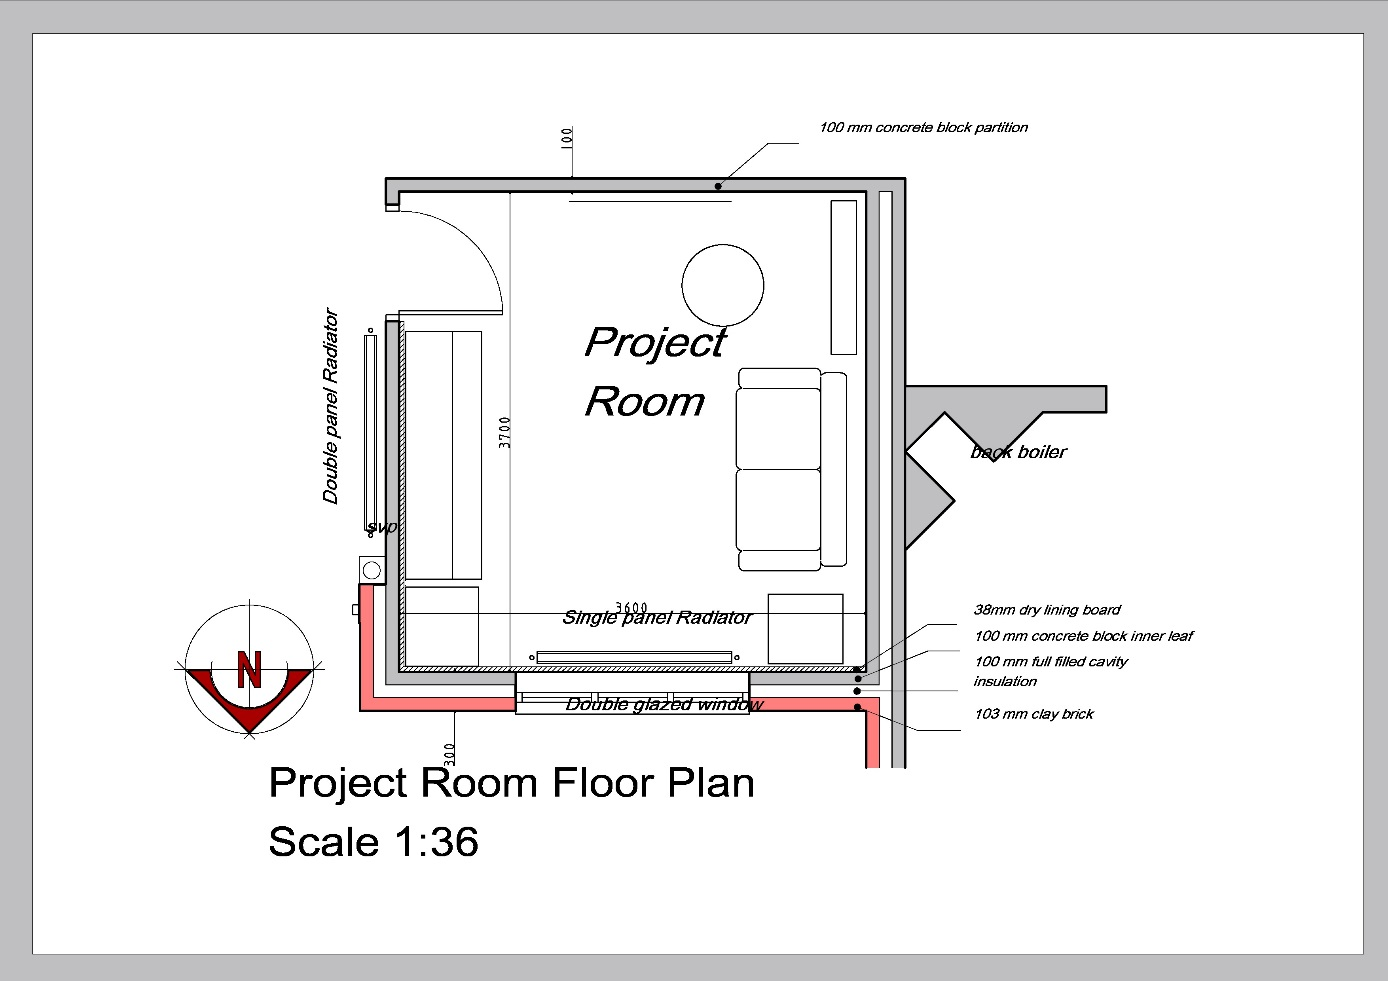 100 mm concrete block partition
100
Double panel Radiator
Project
Room
3700
back boiler
svp
3600
Single panel Radiator
38mm dry lining board
100 mm concrete block inner leaf
100 mm full filled cavity
insulation
N
Double glazed window
103 mm clay brick
300
Project Room Floor Plan
Scale 1:36